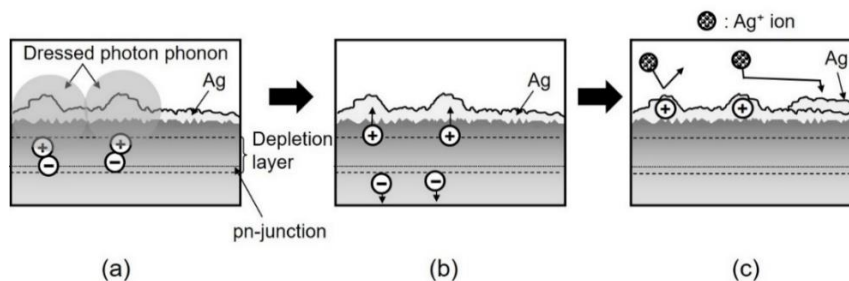 Dressed photon phonon
Ag
+
+
−
−
Depletion
layer
pn-junction
(a)
Ag
+
+
−
−
(b)
: Ag⁺ ion
Ag
+
+
(c)